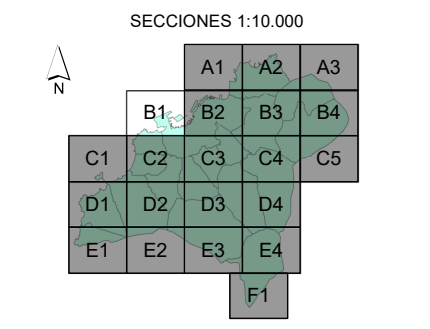 SECCIONES 1:10.000
N
A1 A2 A3
B1 B2 B3 B4
C1 C2 C3 C4 C5
D1 D2 D3 D4
E1 E2 E3 E4
F1